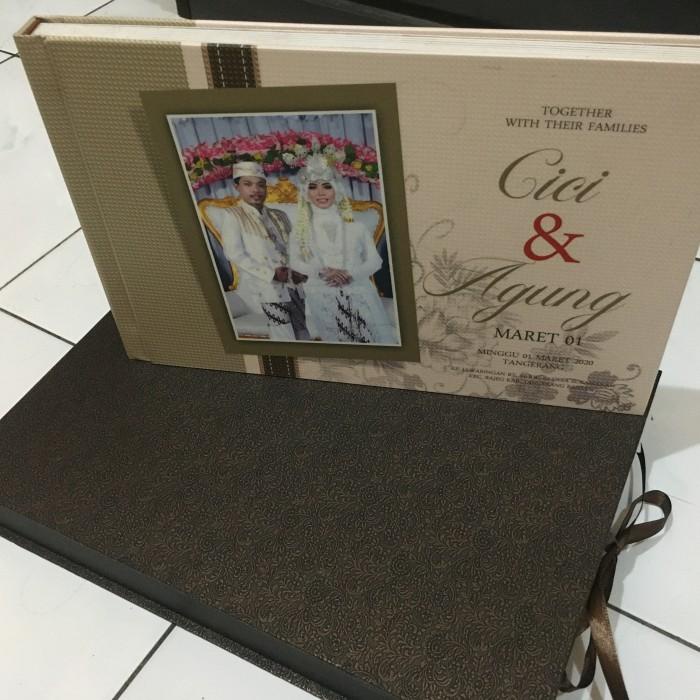 TOGETHER
WITH THEIR FAMILIES
Cici
&
Agung
MARET 01
MINGGU 01 MARET 2020
TANGERANG